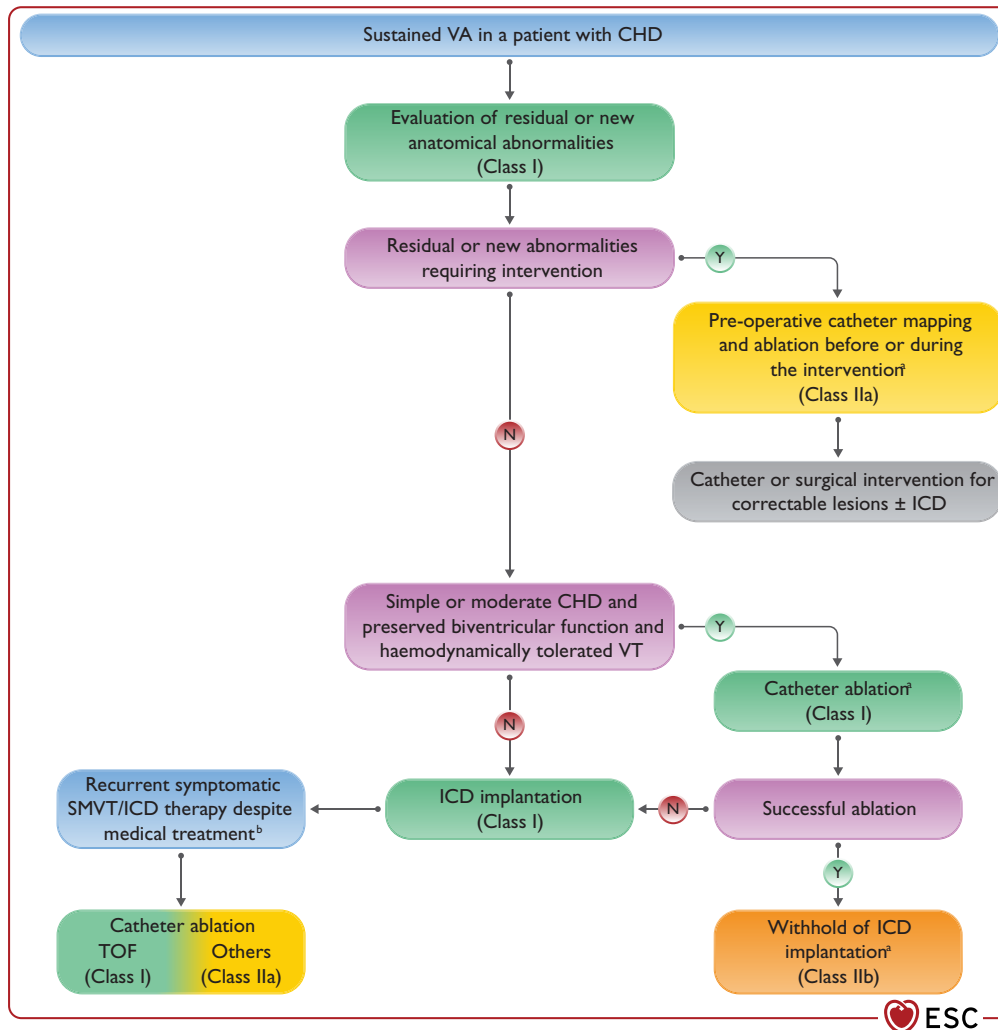 Sustained VA in a patient with CHD
Evaluation of residual or new
anatomical abnormalities
(Class I)
Residual or new abnormalities
requiring intervention
Y
Pre-operative catheter mapping
and ablation before or during
the interventionᵃ
(Class IIa)
N
Catheter or surgical intervention for
correctable lesions ± ICD
Simple or moderate CHD and
preserved biventricular function and
haemodynamically tolerated VT
Y
Catheter ablationᵃ
(Class I)
N
Recurrent symptomatic
SMVT/ICD therapy despite
medical treatmentᵇ
ICD implantation
(Class I)
N
Successful ablation
Y
Catheter ablation
TOF
(Class I)
Others
(Class IIa)
Withhold of ICD
implantationᵃ
(Class IIb)
ESC